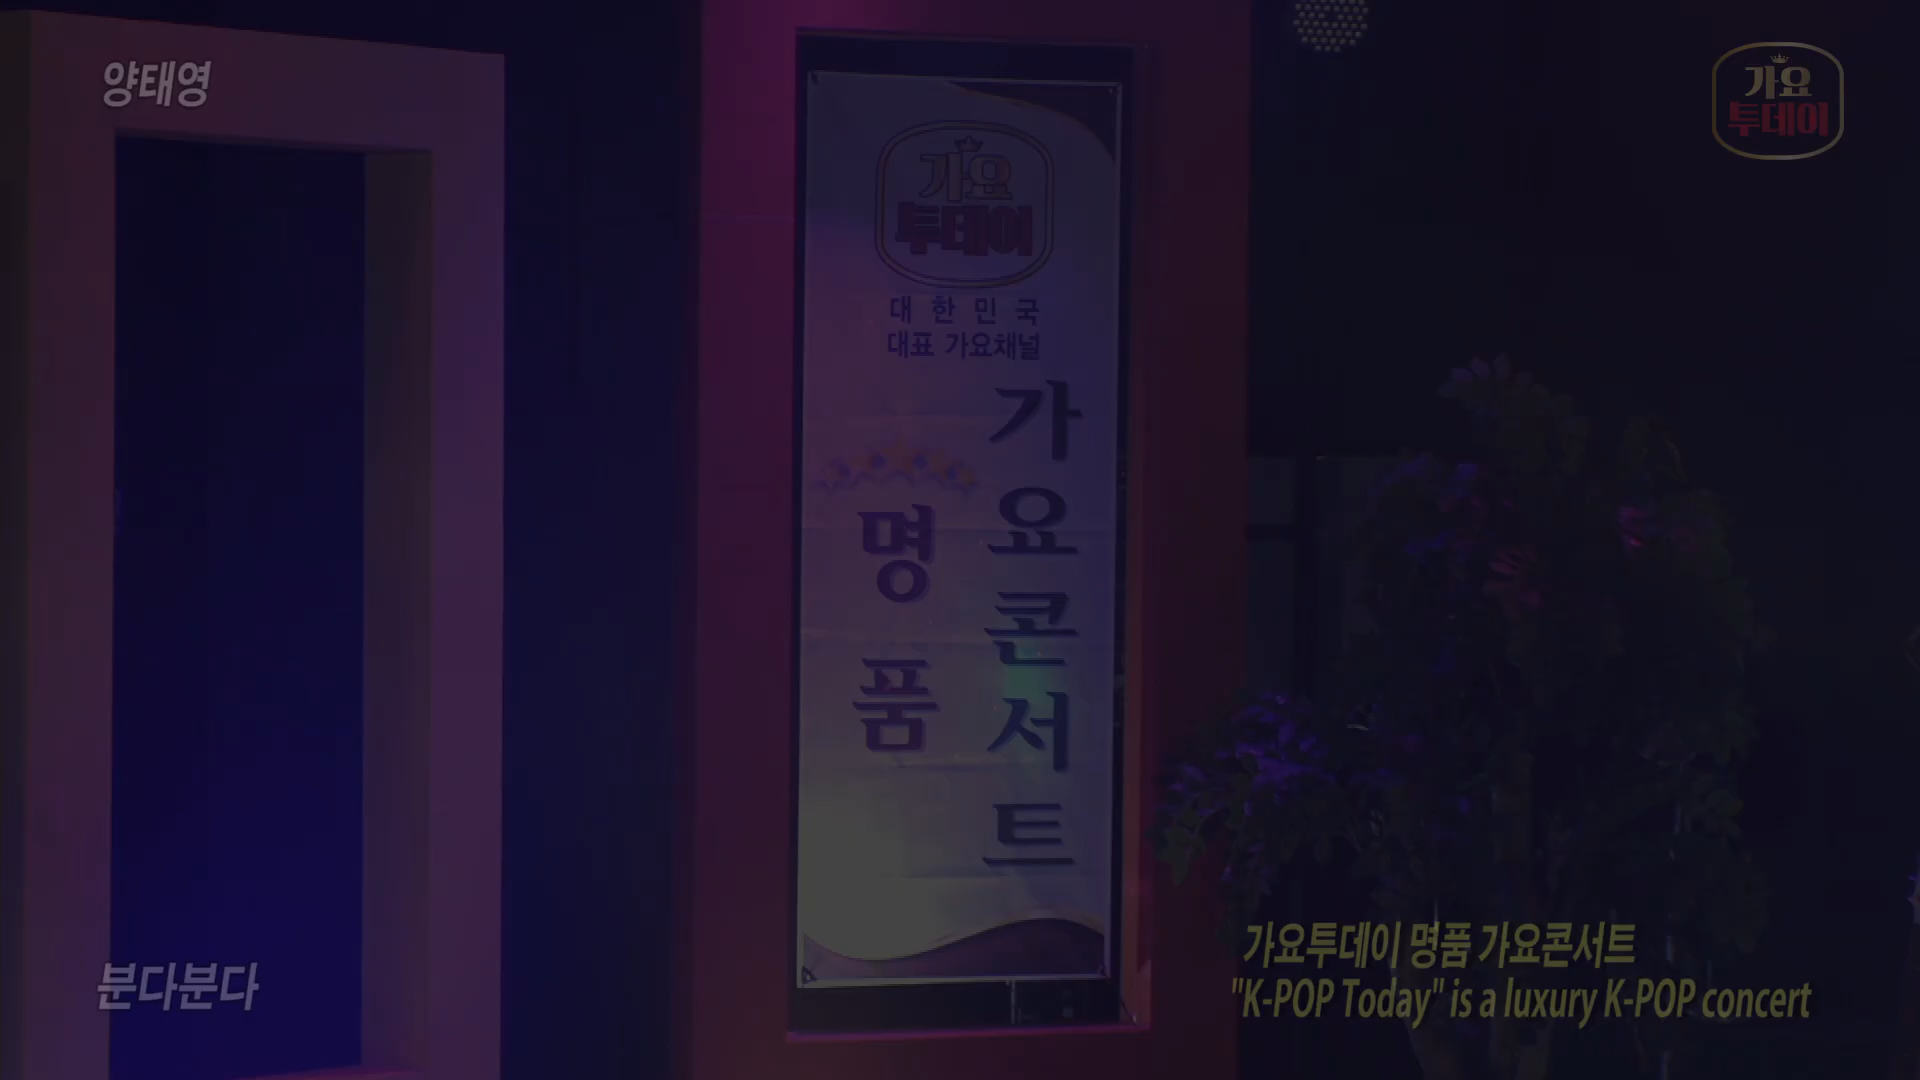 양태영
가요
투데이
가요
투데이
대한민국
대표 가요채널
가요콘서트
명품
분다분다
가요투데이 명품 가요콘서트
"K-POP Today" is a luxury K-POP concert